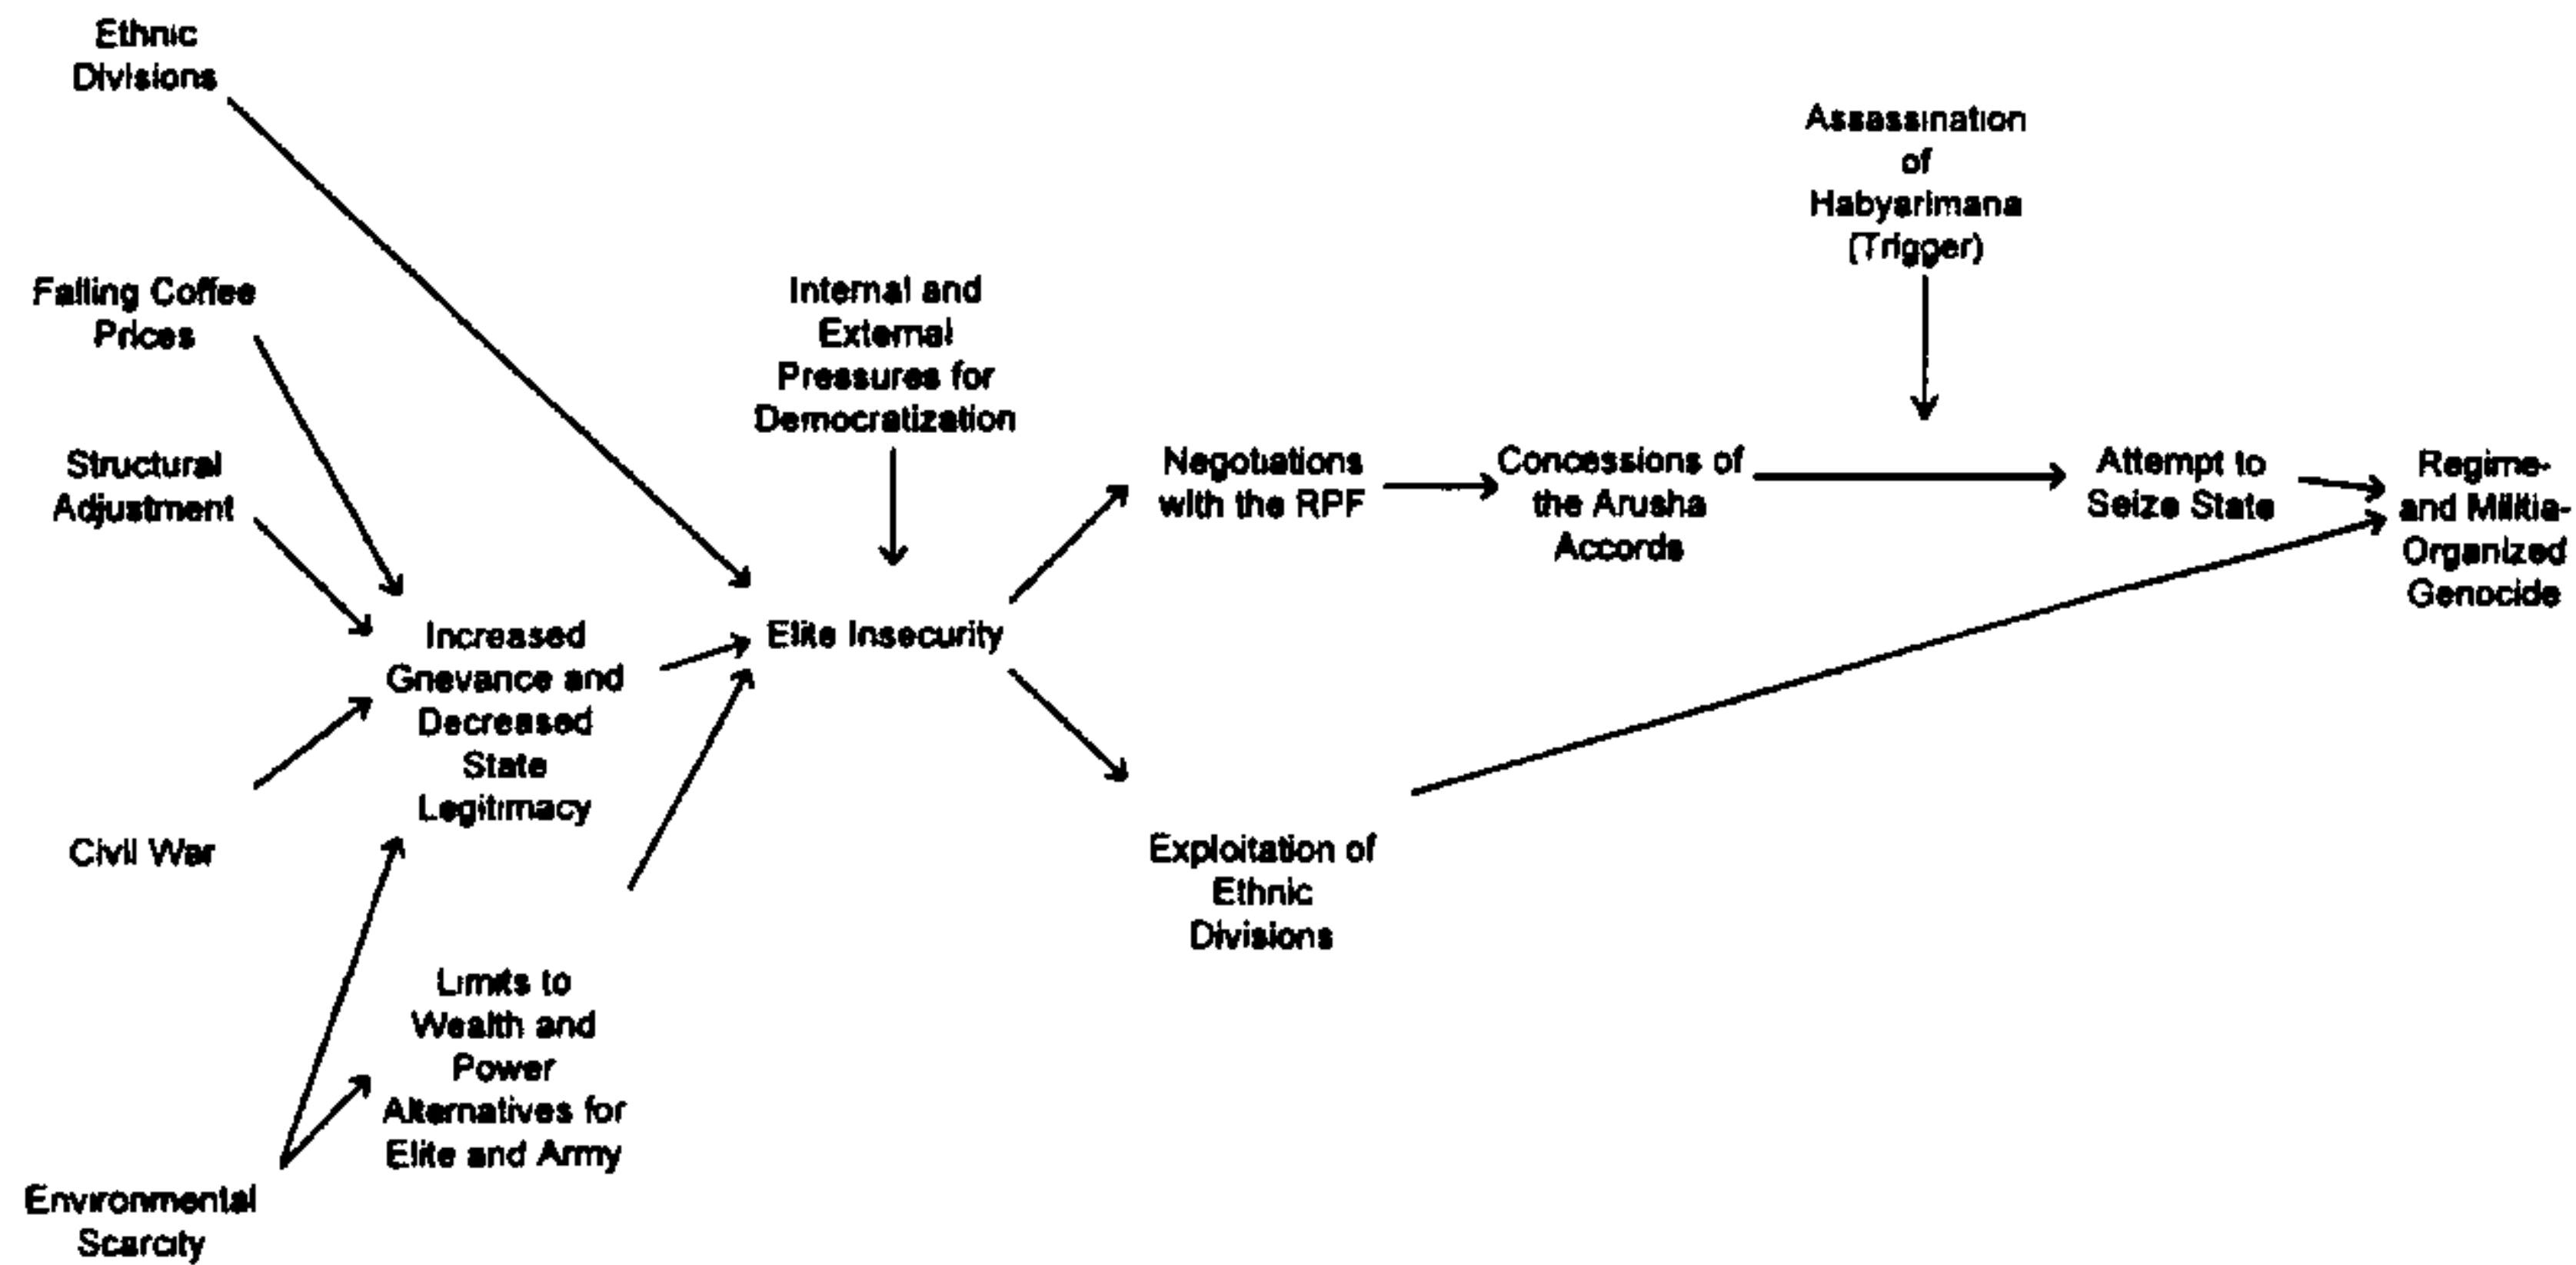 Ethnic
Divisions
Falling Coffee
Prices
Structural
Adjustment
Civil War
Environmental
Scarcity
Increased
Grievance and
Decreased
State
Legitimacy
Limits to
Wealth and
Power
Alternatives for
Elite and Army
Internal and
External
Pressures for
Democratization
Elite Insecurity
Negotiations
with the RPF
Exploitation of
Ethnic
Divisions
Concessions of
the Arusha
Accords
Assassination
of
Habyarimana
(Trigger)
Attempt to
Seize State
Regime-
and Militia-
Organized
Genocide